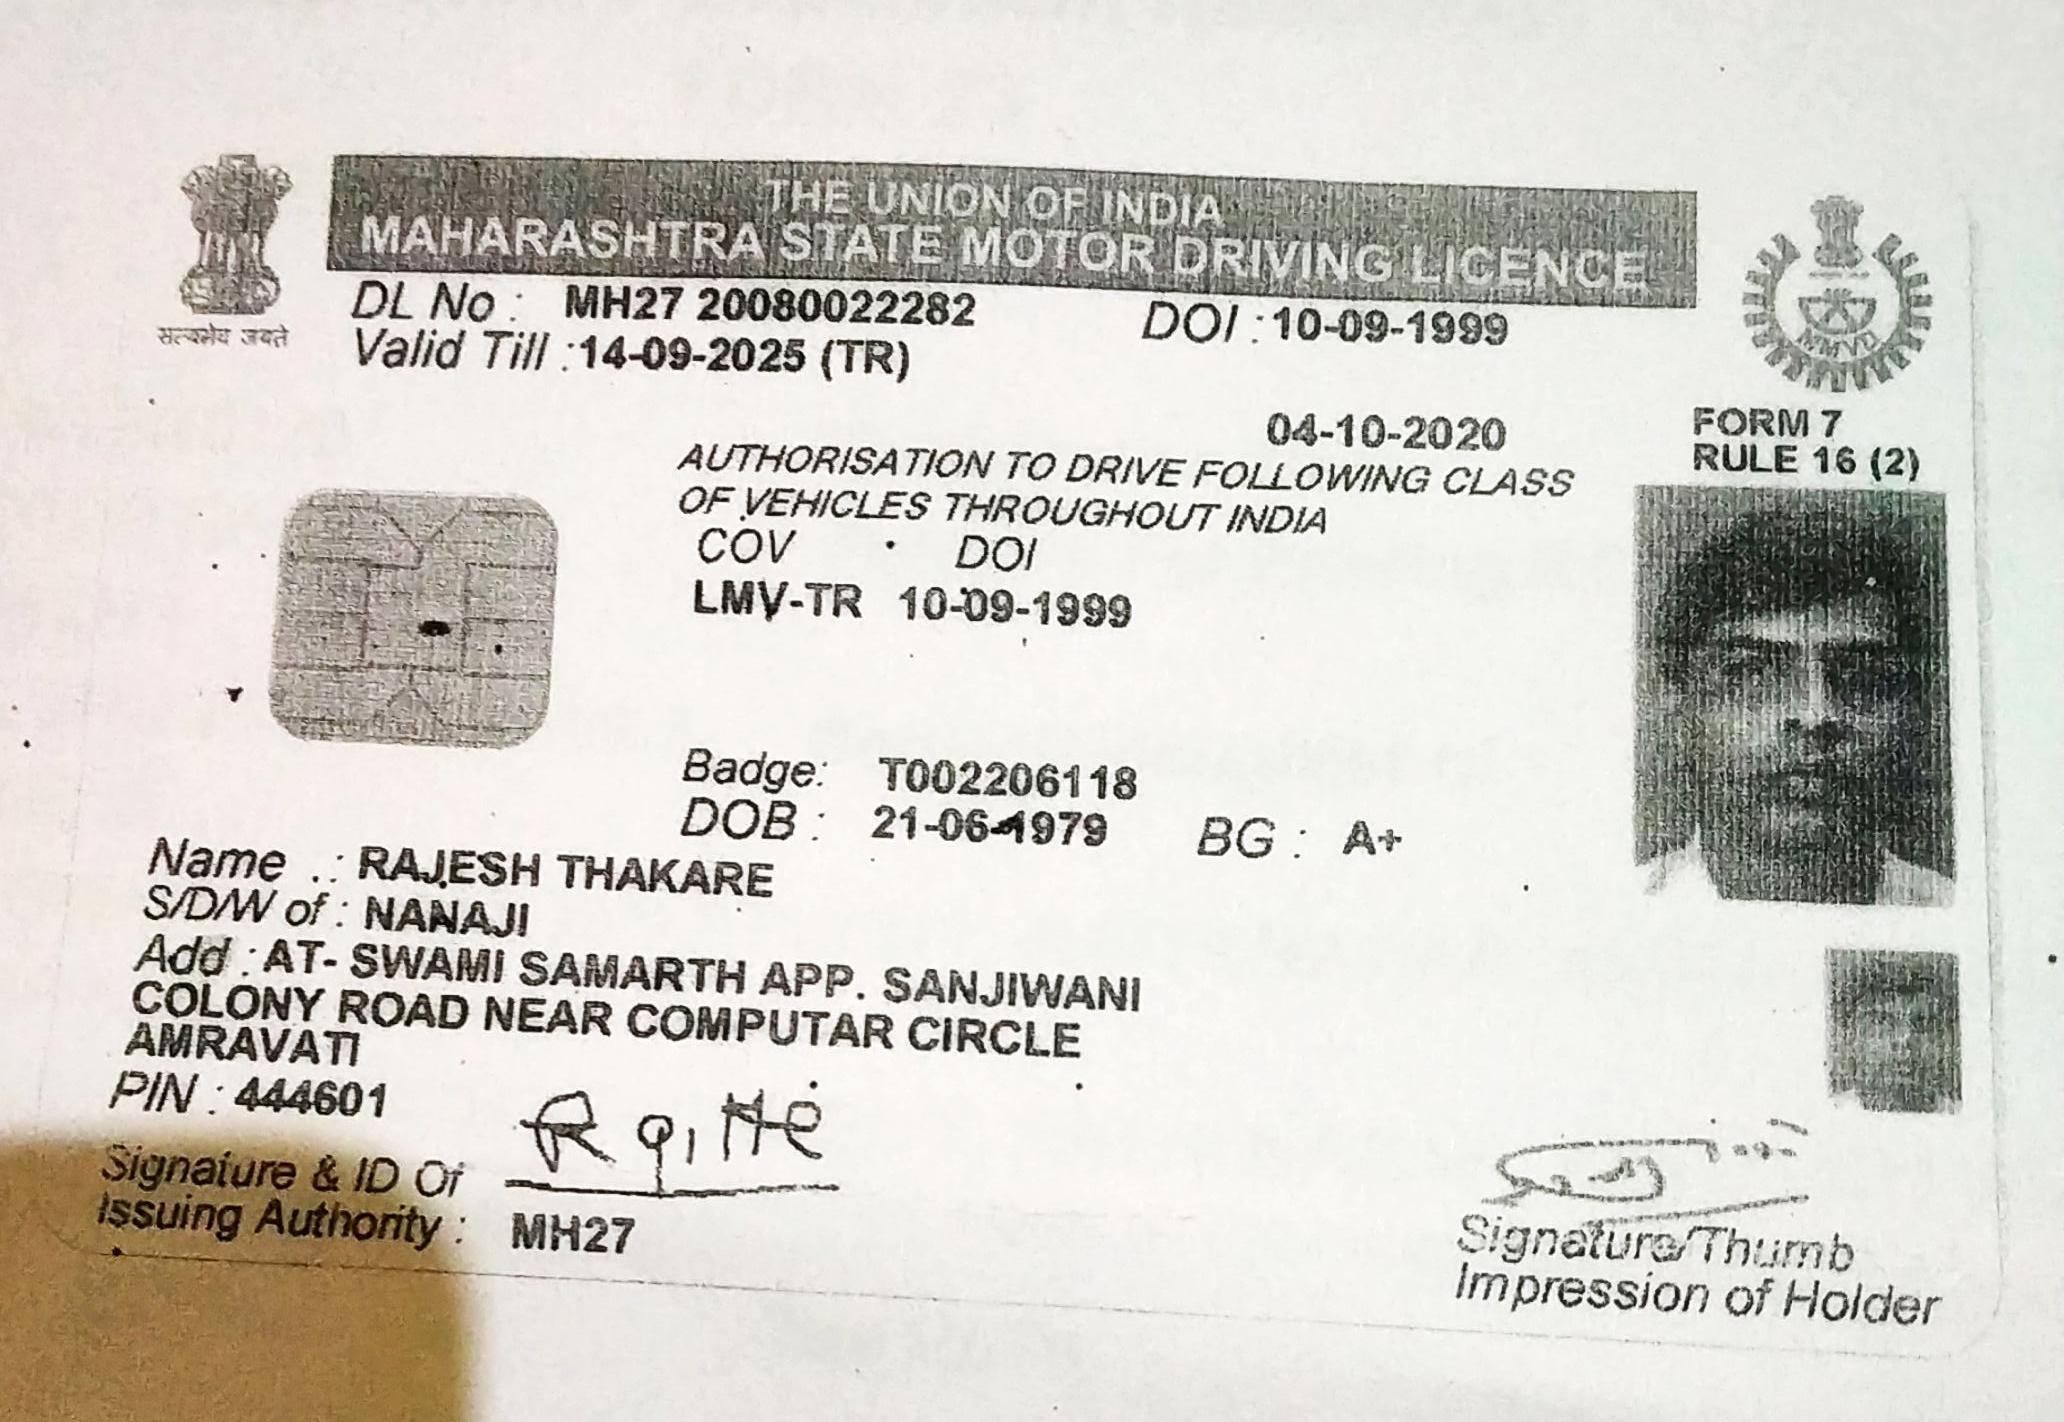 THE UNION OF INDIA
MAHARASHTRA STATE MOTOR DRIVING LICENCE
सत्यमेव जयते
DL No : MH27 20080022282 DOI : 10-09-1999
Valid Till : 14-09-2025 (TR)
MMVD
04-10-2020
FORM 7
RULE 16 (2)
AUTHORISATION TO DRIVE FOLLOWING CLASS
OF VEHICLES THROUGHOUT INDIA
COV DOI
LMV-TR 10-09-1999
Badge: T002206118
DOB : 21-06-1979 BG : A+
Name : RAJESH THAKARE
S/D/W of : NANAJI
Add : AT- SWAMI SAMARTH APP. SANJIWANI
COLONY ROAD NEAR COMPUTAR CIRCLE
AMRAVATI
PIN : 444601
Signature & ID Of
Issuing Authority : MH27
Signature/Thumb
Impression of Holder